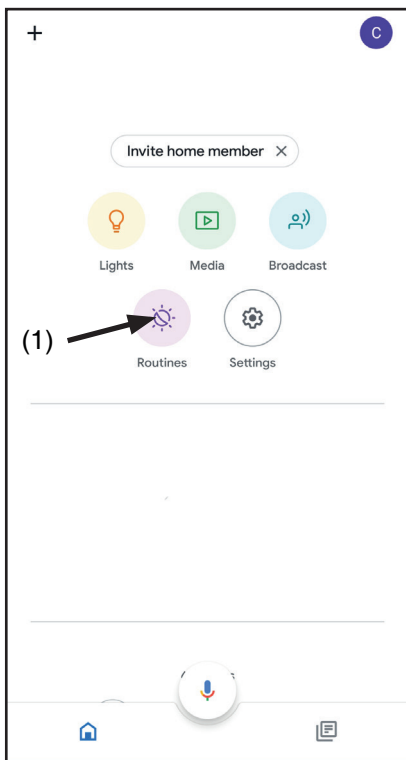 +
C
Invite home member ×
Lights Media Broadcast
(1)
Routines Settings